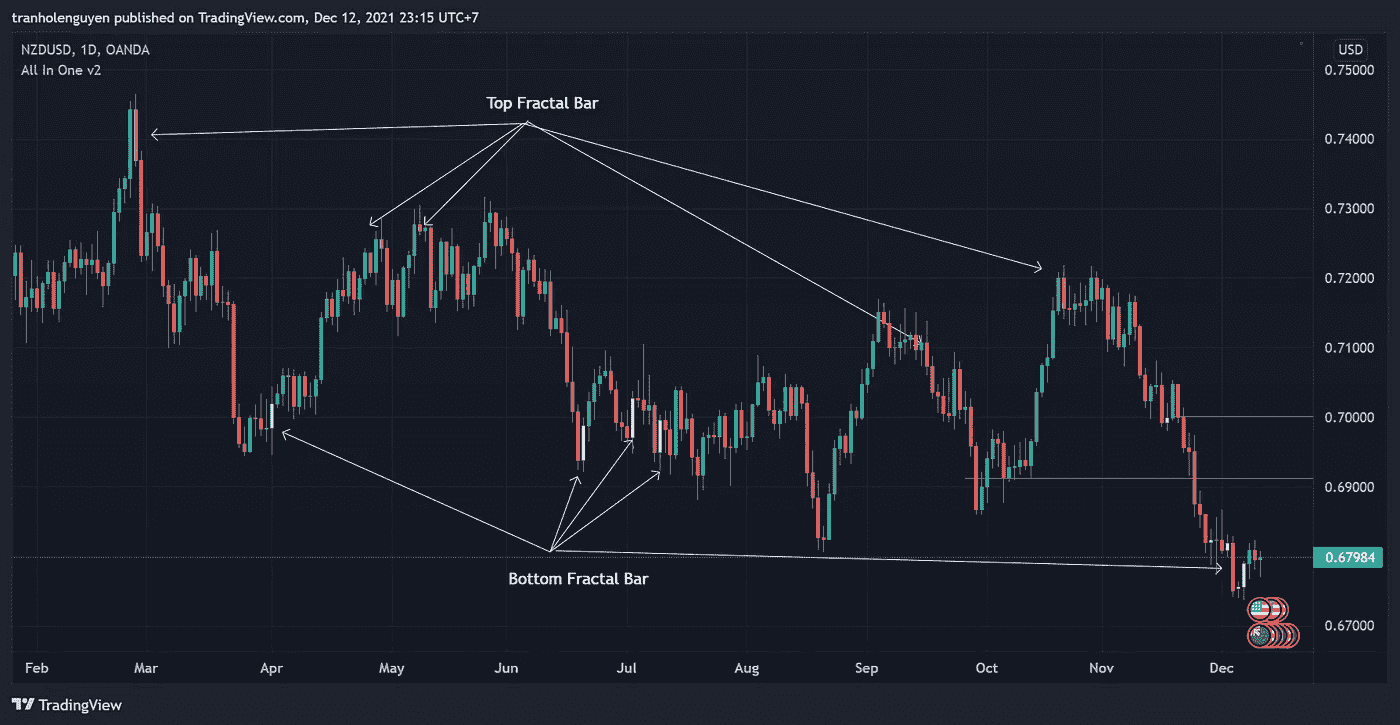 tranholenguyen published on TradingView.com, Dec 12, 2021 23:15 UTC+7
NZDUSD, 1D, OANDA
USD
All In One v2
0.75000
Top Fractal Bar
0.74000
0.73000
0.72000
0.71000
0.70000
0.69000
0.67984
Bottom Fractal Bar
0.67000
Feb Mar Apr May Jun Jul Aug Sep Oct Nov Dec
TradingView